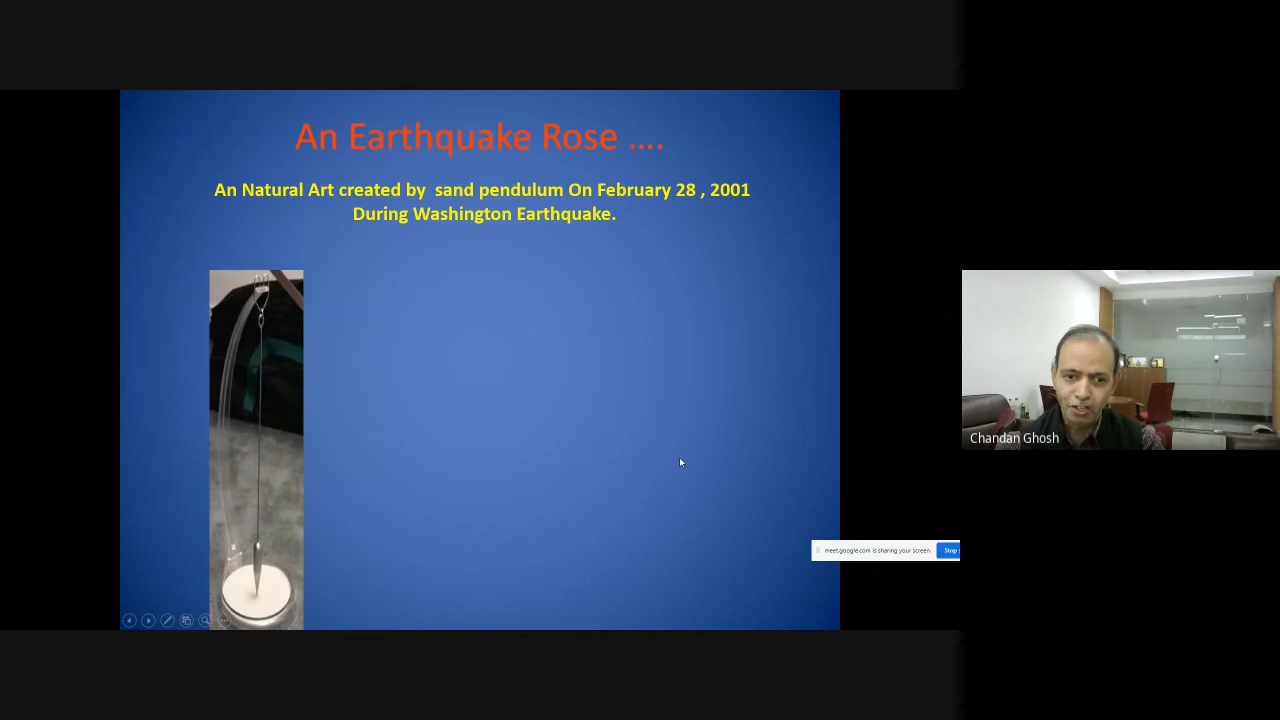 An Earthquake Rose ....
An Natural Art created by sand pendulum On February 28 , 2001
During Washington Earthquake.
Chandan Ghosh
meet.google.com is sharing your screen.
Stop